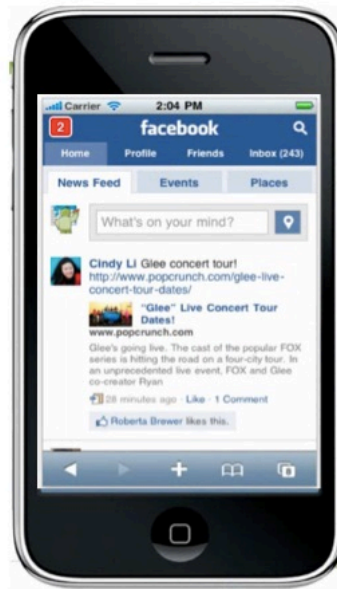 Carrier 2:04 PM
2 facebook
Home Profile Friends Inbox (243)
News Feed Events Places
What's on your mind?
Cindy Li Glee concert tour!
http://www.popcrunch.com/glee-live-
concert-tour-dates/
"Glee" Live Concert Tour
Dates!
www.popcrunch.com
Glee's going live. The cast of the popular FOX
series is hitting the road on a four-city tour. In
an unprecedented live event, FOX and Glee
co-creator Ryan
28 minutes ago · Like · 1 Comment
Roberta Brewer likes this.